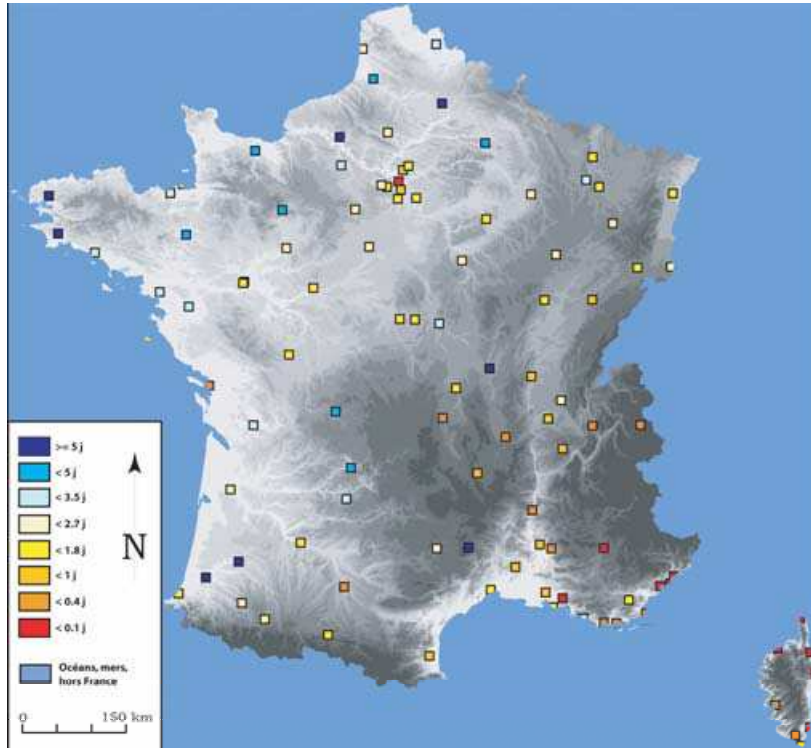 >= 5 j
< 5 j
< 3.5 j
< 2.7 j
< 1.8 j
< 1 j
< 0.4 j
< 0.1 j
N
Océans, mers,
hors France
0 150 km